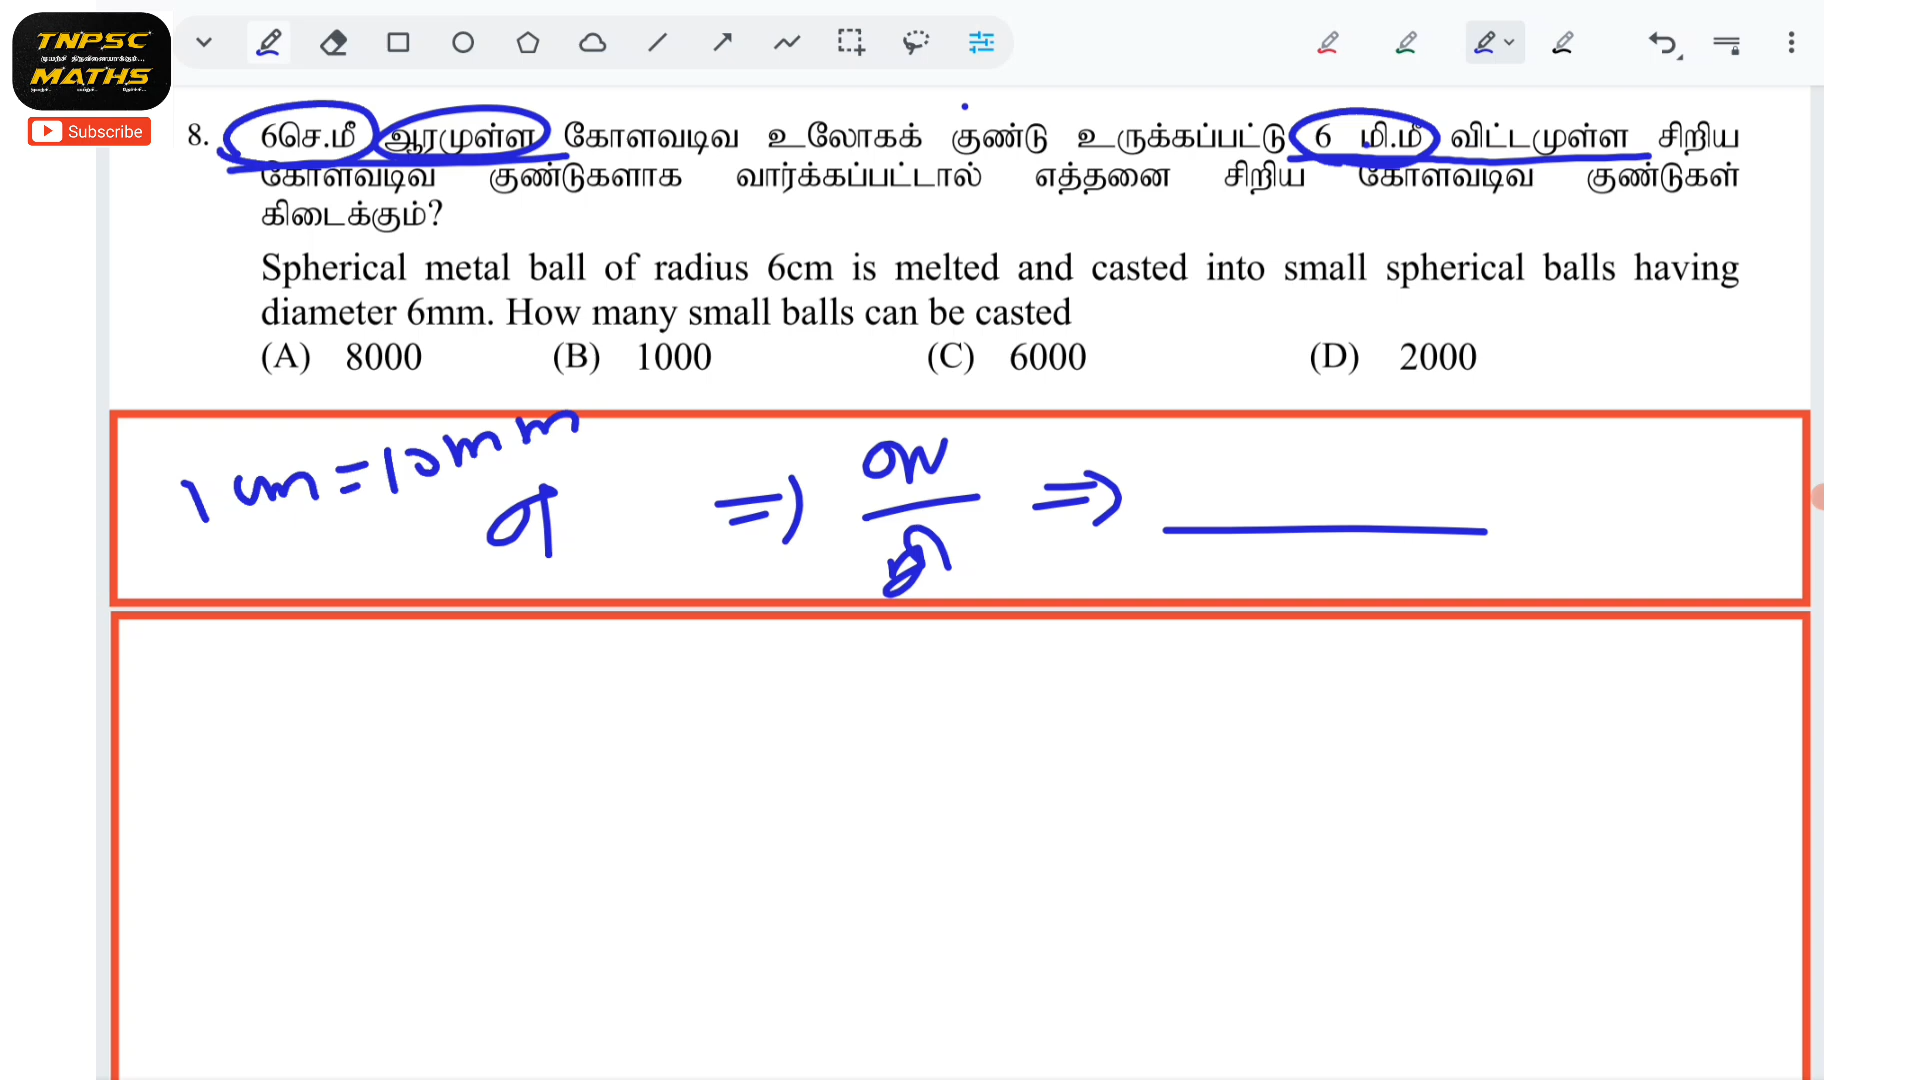 TNPSC
MATHS
Subscribe
8. 6செ.மீ ஆரமுள்ள கோளவடிவ உலோகக் குண்டு உருக்கப்பட்டு 6 மி.மீ விட்டமுள்ள சிறிய
கோளவடிவ குண்டுகளாக வார்க்கப்பட்டால் எத்தனை சிறிய கோளவடிவ குண்டுகள்
கிடைக்கும்?
Spherical metal ball of radius 6cm is melted and casted into small spherical balls having
diameter 6mm. How many small balls can be casted
(A) 8000 (B) 1000 (C) 6000 (D) 2000
1 cm = 10 mm
⇒ ⇒